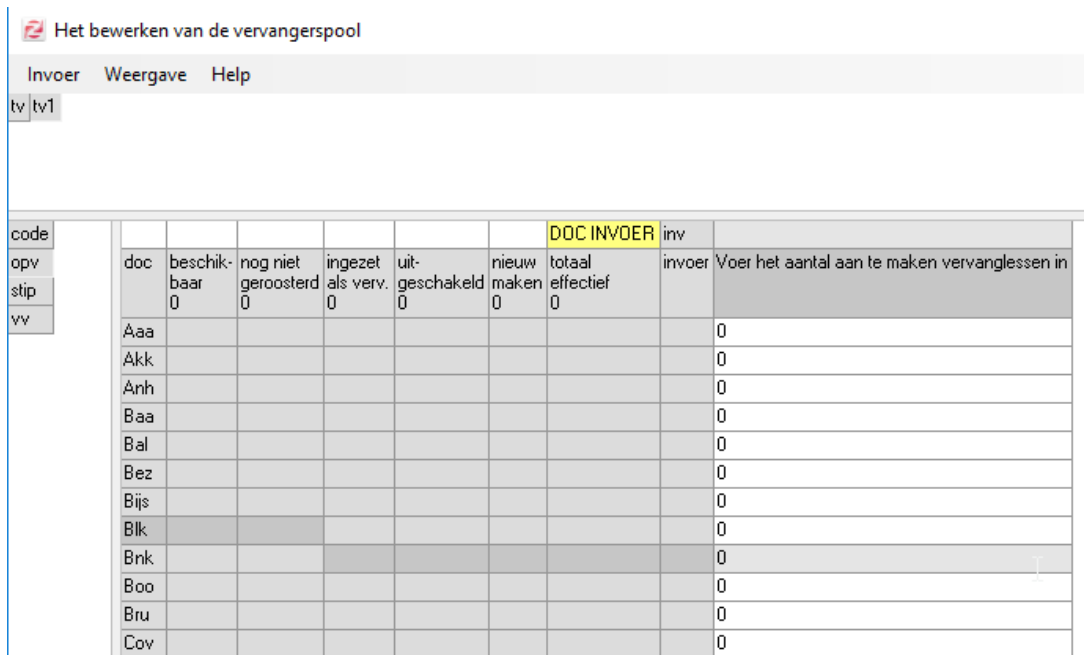 Het bewerken van de vervangerspool
Invoer Weergave Help
tv tv1
code DOC INVOER inv
opv doc beschik- nog niet ingezet uit- nieuw totaal invoer Voer het aantal aan te maken vervanglessen in
stip baar geroosterd als verv. geschakeld maken effectief
0 0 0 0 0 0
vv
Aaa 0
Akk 0
Anh 0
Baa 0
Bal 0
Bez 0
Bijs 0
Blk 0
Bnk 0
Boo 0
Bru 0
Cov 0